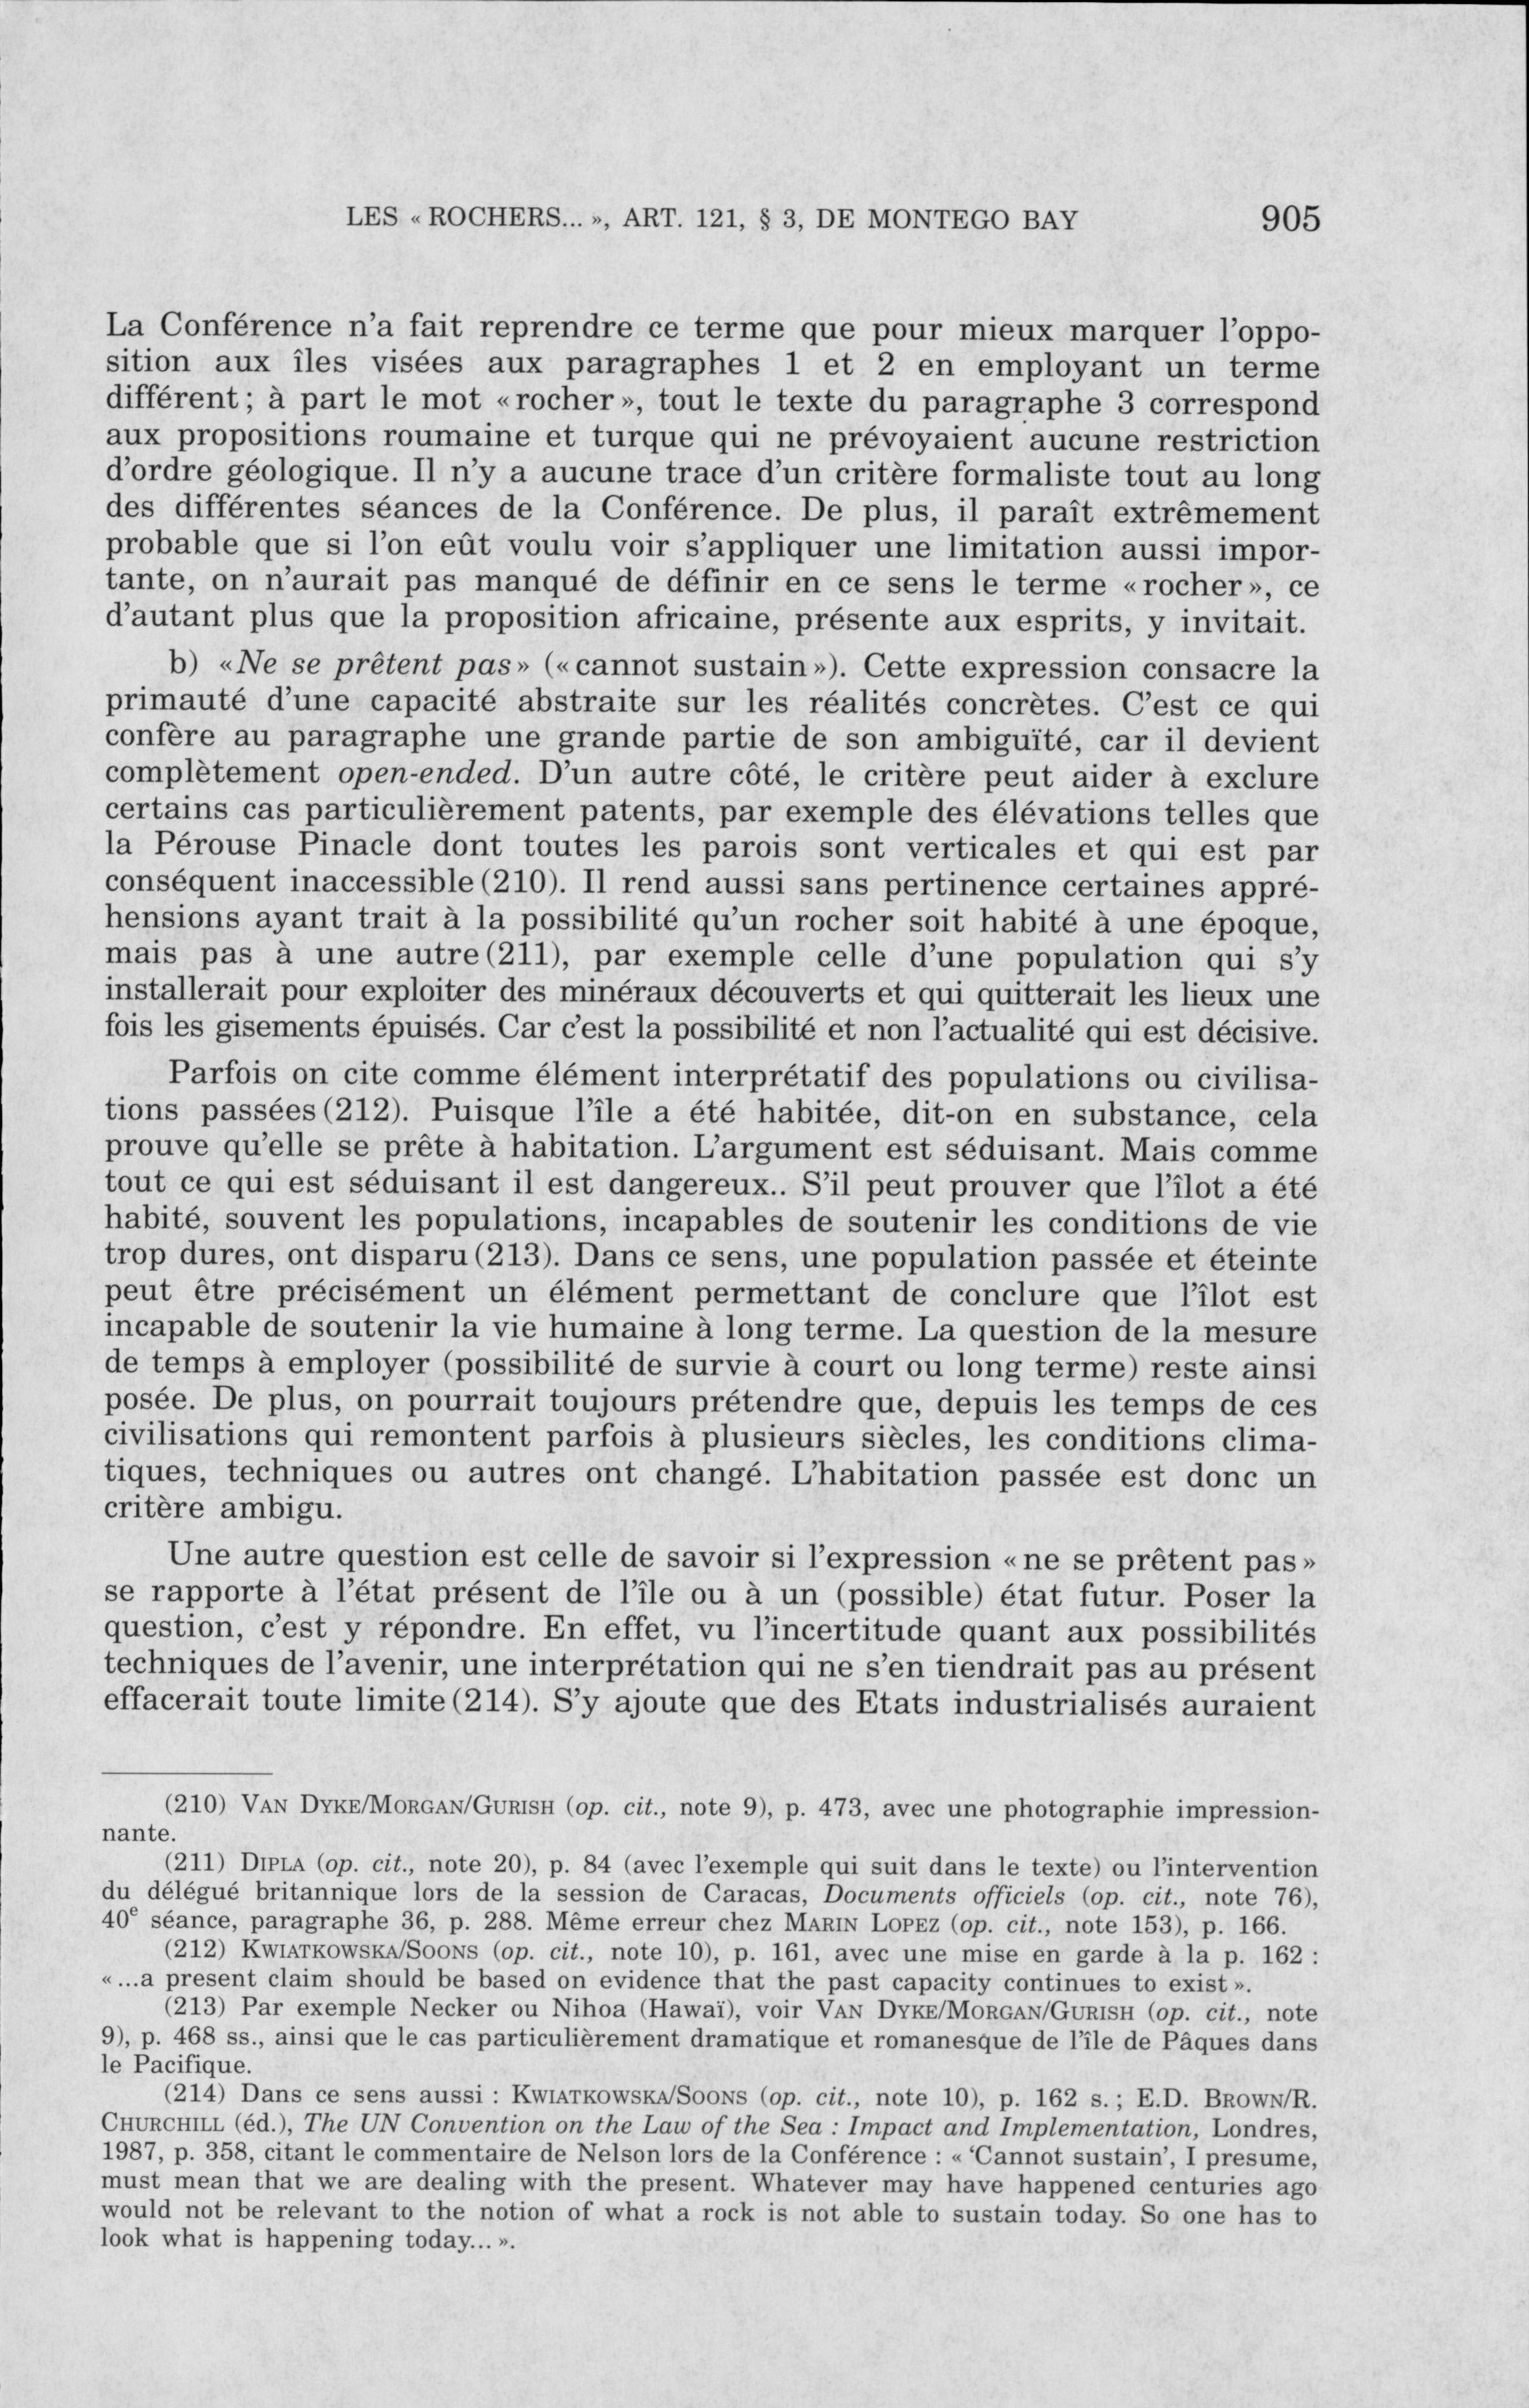 LES « ROCHERS... », ART. 121, § 3, DE MONTEGO BAY 905
La Conférence n'a fait reprendre ce terme que pour mieux marquer l'oppo-
sition aux îles visées aux paragraphes 1 et 2 en employant un terme
différent ; à part le mot « rocher », tout le texte du paragraphe 3 correspond
aux propositions roumaine et turque qui ne prévoyaient aucune restriction
d'ordre géologique. Il n'y a aucune trace d'un critère formaliste tout au long
des différentes séances de la Conférence. De plus, il paraît extrêmement
probable que si l'on eût voulu voir s'appliquer une limitation aussi impor-
tante, on n'aurait pas manqué de définir en ce sens le terme « rocher », ce
d'autant plus que la proposition africaine, présente aux esprits, y invitait.
b) «Ne se prêtent pas» (« cannot sustain »). Cette expression consacre la
primauté d'une capacité abstraite sur les réalités concrètes. C'est ce qui
confère au paragraphe une grande partie de son ambiguïté, car il devient
complètement open-ended. D'un autre côté, le critère peut aider à exclure
certains cas particulièrement patents, par exemple des élévations telles que
la Pérouse Pinacle dont toutes les parois sont verticales et qui est par
conséquent inaccessible (210). Il rend aussi sans pertinence certaines appré-
hensions ayant trait à la possibilité qu'un rocher soit habité à une époque,
mais pas à une autre (211), par exemple celle d'une population qui s'y
installerait pour exploiter des minéraux découverts et qui quitterait les lieux une
fois les gisements épuisés. Car c'est la possibilité et non l'actualité qui est décisive.
Parfois on cite comme élément interprétatif des populations ou civilisa-
tions passées (212). Puisque l'île a été habitée, dit-on en substance, cela
prouve qu'elle se prête à habitation. L'argument est séduisant. Mais comme
tout ce qui est séduisant il est dangereux.. S'il peut prouver que l'îlot a été
habité, souvent les populations, incapables de soutenir les conditions de vie
trop dures, ont disparu (213). Dans ce sens, une population passée et éteinte
peut être précisément un élément permettant de conclure que l'îlot est
incapable de soutenir la vie humaine à long terme. La question de la mesure
de temps à employer (possibilité de survie à court ou long terme) reste ainsi
posée. De plus, on pourrait toujours prétendre que, depuis les temps de ces
civilisations qui remontent parfois à plusieurs siècles, les conditions clima-
tiques, techniques ou autres ont changé. L'habitation passée est donc un
critère ambigu.
Une autre question est celle de savoir si l'expression « ne se prêtent pas »
se rapporte à l'état présent de l'île ou à un (possible) état futur. Poser la
question, c'est y répondre. En effet, vu l'incertitude quant aux possibilités
techniques de l'avenir, une interprétation qui ne s'en tiendrait pas au présent
effacerait toute limite (214). S'y ajoute que des Etats industrialisés auraient
(210) VAN DYKE/MORGAN/GURISH (op. cit., note 9), p. 473, avec une photographie impression-
nante.
(211) DIPLA (op. cit., note 20), p. 84 (avec l'exemple qui suit dans le texte) ou l'intervention
du délégué britannique lors de la session de Caracas, Documents officiels (op. cit., note 76),
40e séance, paragraphe 36, p. 288. Même erreur chez MARIN LOPEZ (op. cit., note 153), p. 166.
(212) KWIATKOWSKA/SOONS (op. cit., note 10), p. 161, avec une mise en garde à la p. 162 :
« ...a present claim should be based on evidence that the past capacity continues to exist ».
(213) Par exemple Necker ou Nihoa (Hawaï), voir VAN DYKE/MORGAN/GURISH (op. cit., note
9), p. 468 ss., ainsi que le cas particulièrement dramatique et romanesque de l'île de Pâques dans
le Pacifique.
(214) Dans ce sens aussi : KWIATKOWSKA/SOONS (op. cit., note 10), p. 162 s. ; E.D. BROWN/R.
CHURCHILL (éd.), The UN Convention on the Law of the Sea : Impact and Implementation, Londres,
1987, p. 358, citant le commentaire de Nelson lors de la Conférence : « 'Cannot sustain', I presume,
must mean that we are dealing with the present. Whatever may have happened centuries ago
would not be relevant to the notion of what a rock is not able to sustain today. So one has to
look what is happening today... ».